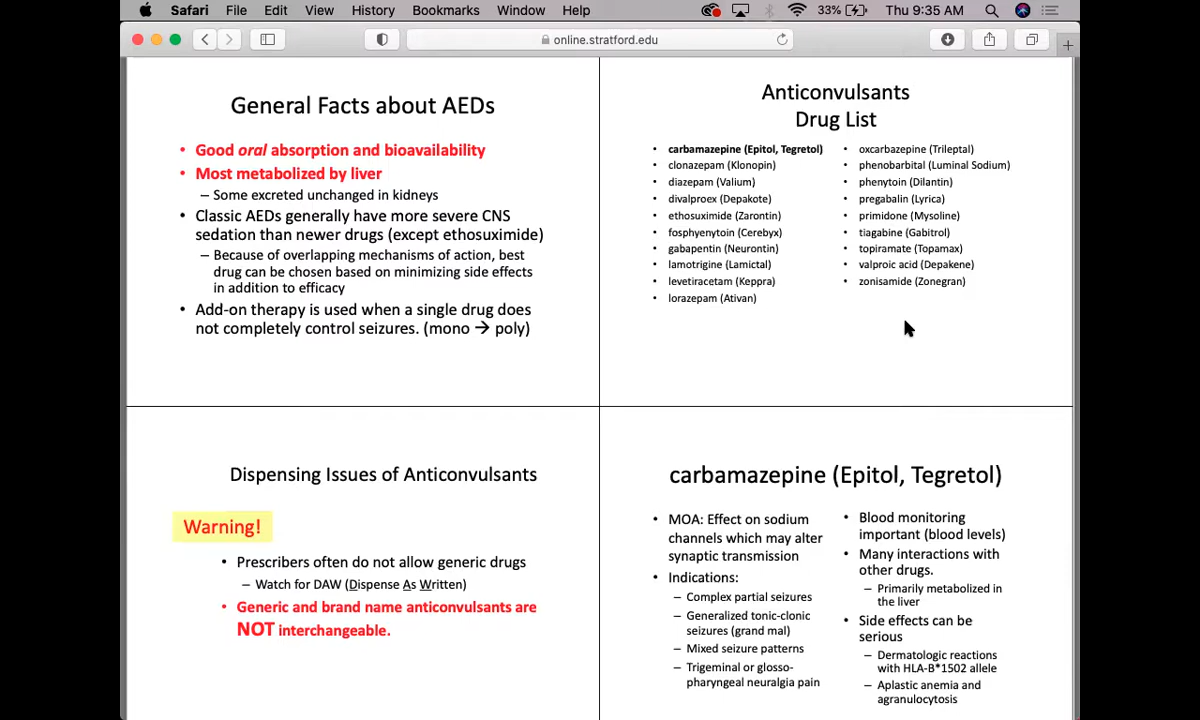 Safari File Edit View History Bookmarks Window Help 33% Thu 9:35 AM
online.stratford.edu
General Facts about AEDs
• Good oral absorption and bioavailability
• Most metabolized by liver
– Some excreted unchanged in kidneys
• Classic AEDs generally have more severe CNS
sedation than newer drugs (except ethosuximide)
– Because of overlapping mechanisms of action, best
drug can be chosen based on minimizing side effects
in addition to efficacy
• Add-on therapy is used when a single drug does
not completely control seizures. (mono → poly)
Anticonvulsants
Drug List
• carbamazepine (Epitol, Tegretol)
• clonazepam (Klonopin)
• diazepam (Valium)
• divalproex (Depakote)
• ethosuximide (Zarontin)
• fosphyenytoin (Cerebyx)
• gabapentin (Neurontin)
• lamotrigine (Lamictal)
• levetiracetam (Keppra)
• lorazepam (Ativan)
• oxcarbazepine (Trileptal)
• phenobarbital (Luminal Sodium)
• phenytoin (Dilantin)
• pregabalin (Lyrica)
• primidone (Mysoline)
• tiagabine (Gabitrol)
• topiramate (Topamax)
• valproic acid (Depakene)
• zonisamide (Zonegran)
Dispensing Issues of Anticonvulsants
Warning!
• Prescribers often do not allow generic drugs
– Watch for DAW (Dispense As Written)
• Generic and brand name anticonvulsants are
NOT interchangeable.
carbamazepine (Epitol, Tegretol)
• MOA: Effect on sodium
channels which may alter
synaptic transmission
• Indications:
– Complex partial seizures
– Generalized tonic-clonic
seizures (grand mal)
– Mixed seizure patterns
– Trigeminal or glosso-
pharyngeal neuralgia pain
• Blood monitoring
important (blood levels)
• Many interactions with
other drugs.
– Primarily metabolized in
the liver
• Side effects can be
serious
– Dermatologic reactions
with HLA-B*1502 allele
– Aplastic anemia and
agranulocytosis